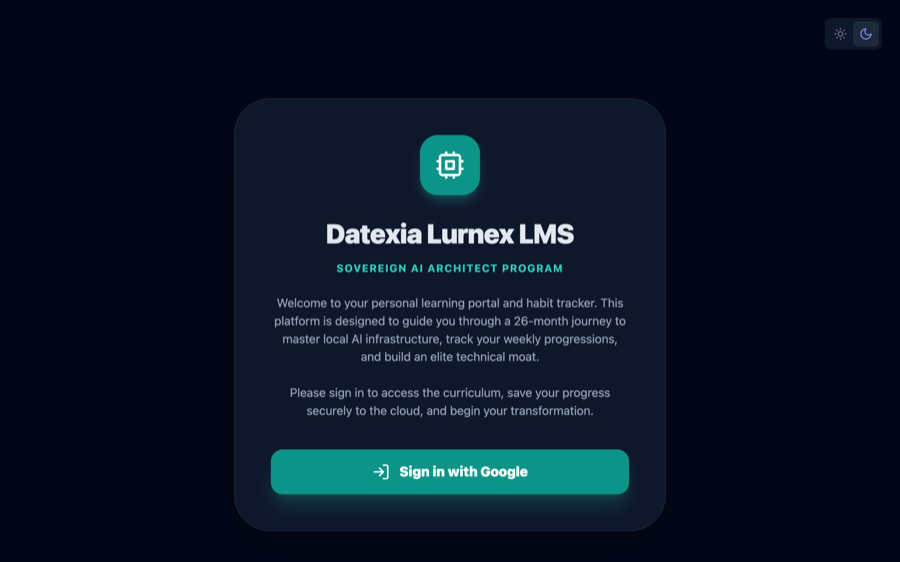 Datexia Lurnex LMS
SOVEREIGN AI ARCHITECT PROGRAM
Welcome to your personal learning portal and habit tracker. This
platform is designed to guide you through a 26-month journey to
master local AI infrastructure, track your weekly progressions,
and build an elite technical moat.
Please sign in to access the curriculum, save your progress
securely to the cloud, and begin your transformation.
Sign in with Google